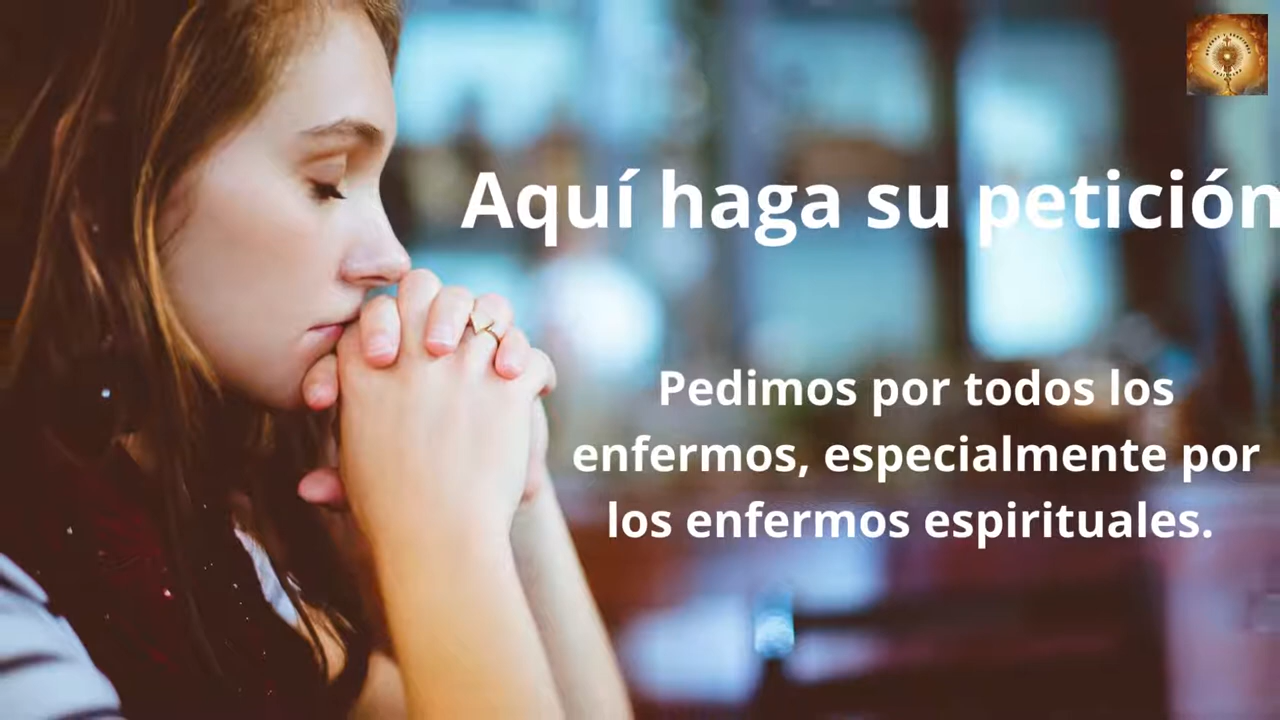 Aquí haga su petición
Pedimos por todos los
enfermos, especialmente por
los enfermos espirituales.